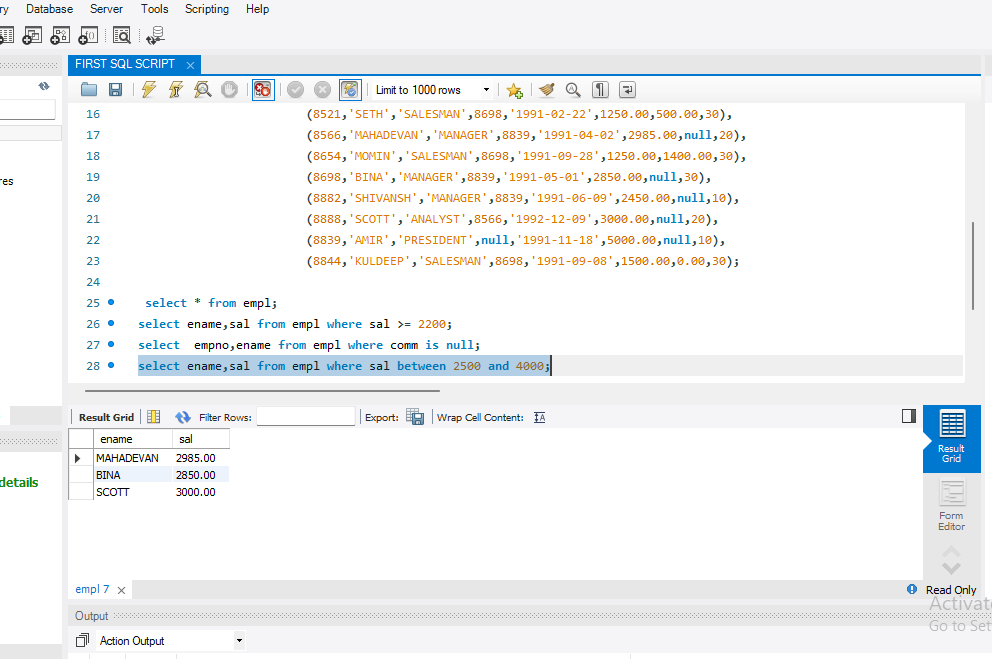 ry Database Server Tools Scripting Help
FIRST SQL SCRIPT
Limit to 1000 rows
16 (8521,'SETH','SALESMAN',8698,'1991-02-22',1250.00,500.00,30),
17 (8566,'MAHADEVAN','MANAGER',8839,'1991-04-02',2985.00,null,20),
18 (8654,'MOMIN','SALESMAN',8698,'1991-09-28',1250.00,1400.00,30),
19 (8698,'BINA','MANAGER',8839,'1991-05-01',2850.00,null,30),
20 (8882,'SHIVANSH','MANAGER',8839,'1991-06-09',2450.00,null,10),
21 (8888,'SCOTT','ANALYST',8566,'1992-12-09',3000.00,null,20),
22 (8839,'AMIR','PRESIDENT',null,'1991-11-18',5000.00,null,10),
23 (8844,'KULDEEP','SALESMAN',8698,'1991-09-08',1500.00,0.00,30);
24
25 select * from empl;
26 select ename,sal from empl where sal >= 2200;
27 select  empno,ename from empl where comm is null;
28 select ename,sal from empl where sal between 2500 and 4000;
res
details
Result Grid Filter Rows: Export: Wrap Cell Content:
ename sal
MAHADEVAN 2985.00
BINA 2850.00
SCOTT 3000.00
Result
Grid
Form
Editor
empl 7
Read Only
Activate
Go to Set
Output
Action Output